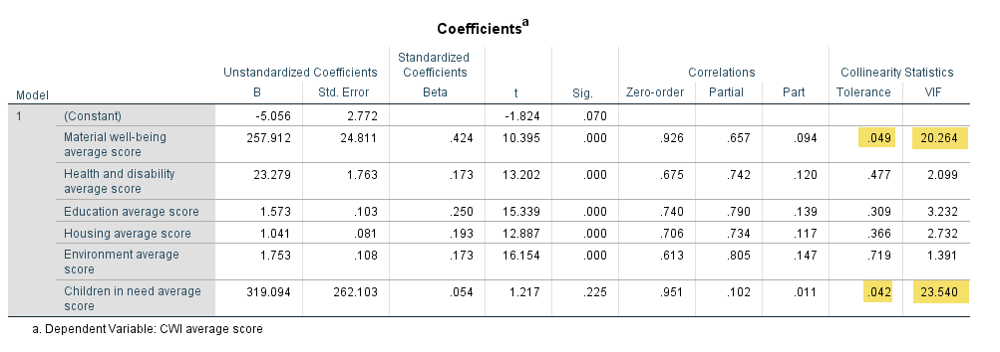 Coefficientsa
Standardized
Unstandardized Coefficients Coefficients Correlations Collinearity Statistics
Model B Std. Error Beta t Sig. Zero-order Partial Part Tolerance VIF
1 (Constant) -5.056 2.772 -1.824 .070
Material well-being
average score 257.912 24.811 .424 10.395 .000 .926 .657 .094 .049 20.264
Health and disability
average score 23.279 1.763 .173 13.202 .000 .675 .742 .120 .477 2.099
Education average score 1.573 .103 .250 15.339 .000 .740 .790 .139 .309 3.232
Housing average score 1.041 .081 .193 12.887 .000 .706 .734 .117 .366 2.732
Environment average
score 1.753 .108 .173 16.154 .000 .613 .805 .147 .719 1.391
Children in need average
score 319.094 262.103 .054 1.217 .225 .951 .102 .011 .042 23.540
a. Dependent Variable: CWI average score